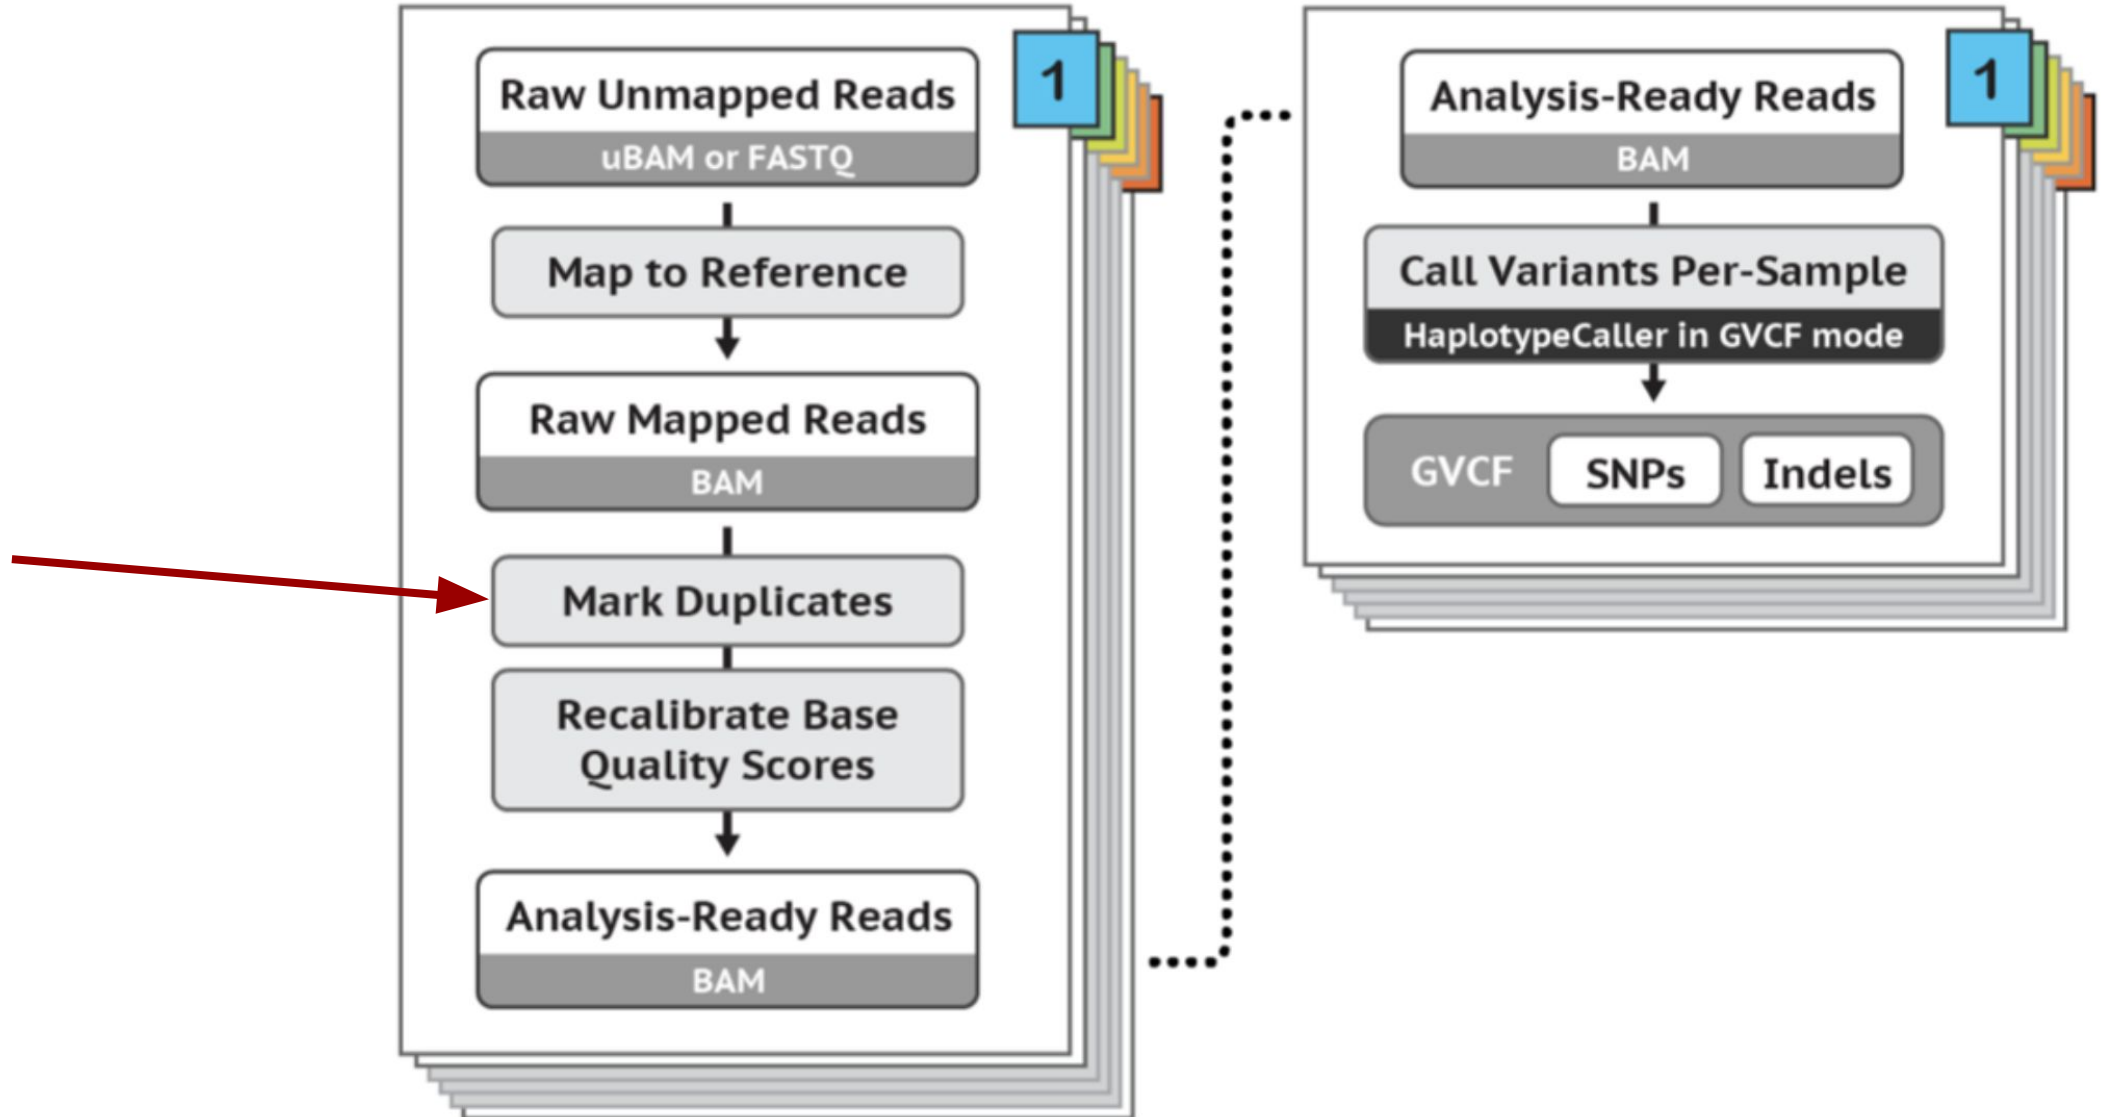 Raw Unmapped Reads
uBAM or FASTQ
1
Map to Reference
Raw Mapped Reads
BAM
Mark Duplicates
Recalibrate Base
Quality Scores
Analysis-Ready Reads
BAM
Analysis-Ready Reads
BAM
1
Call Variants Per-Sample
HaplotypeCaller in GVCF mode
GVCF SNPs Indels